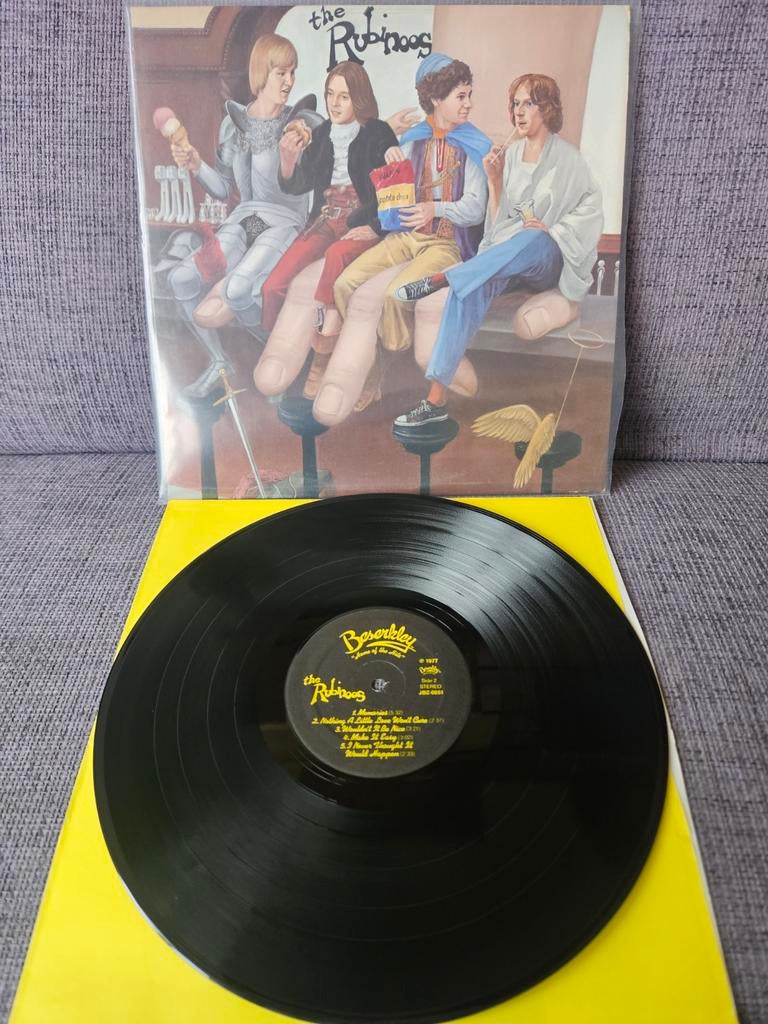 the
Rubinoos
Beserkley
"Home of the Hits"
℗ 1977
the
Rubinoos
Side 2
STEREO
JBZ-0051
1. Memories (5:32)
2. Nothing A Little Love Won't Cure (2:37)
3. Wouldn't It Be Nice (3:21)
4. Make It Easy (3:02)
5. I Never Thought It
Would Happen (2:33)